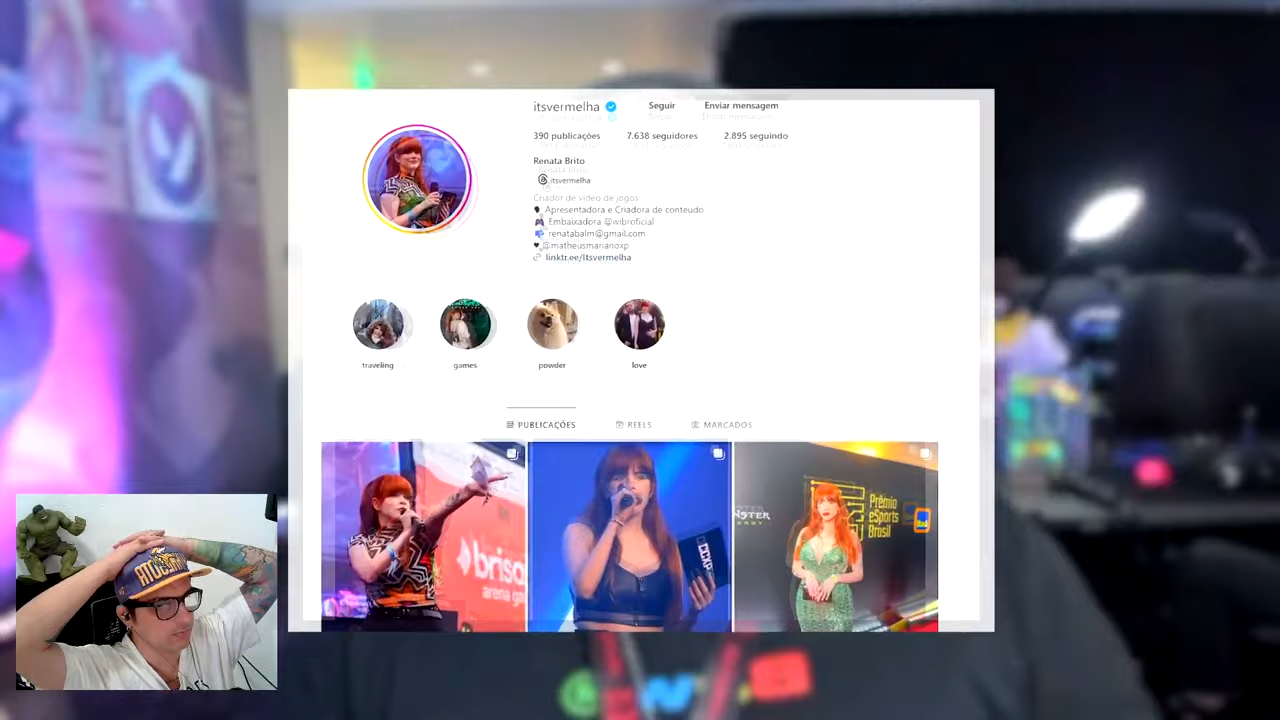 itsvermelha Seguir Enviar mensagem
390 publicações 7.638 seguidores 2.895 seguindo
Renata Brito
itsvermelha
Criador de vídeo de jogos
Apresentadora e Criadora de conteudo
Embaixadora @wibroficial
renatabalm@gmail.com
@matheusmarianoxp
linktr.ee/Itsvermelha
traveling games powder love
PUBLICAÇÕES REELS MARCADOS
Prêmio
eSports
Brasil
CCXP
arena